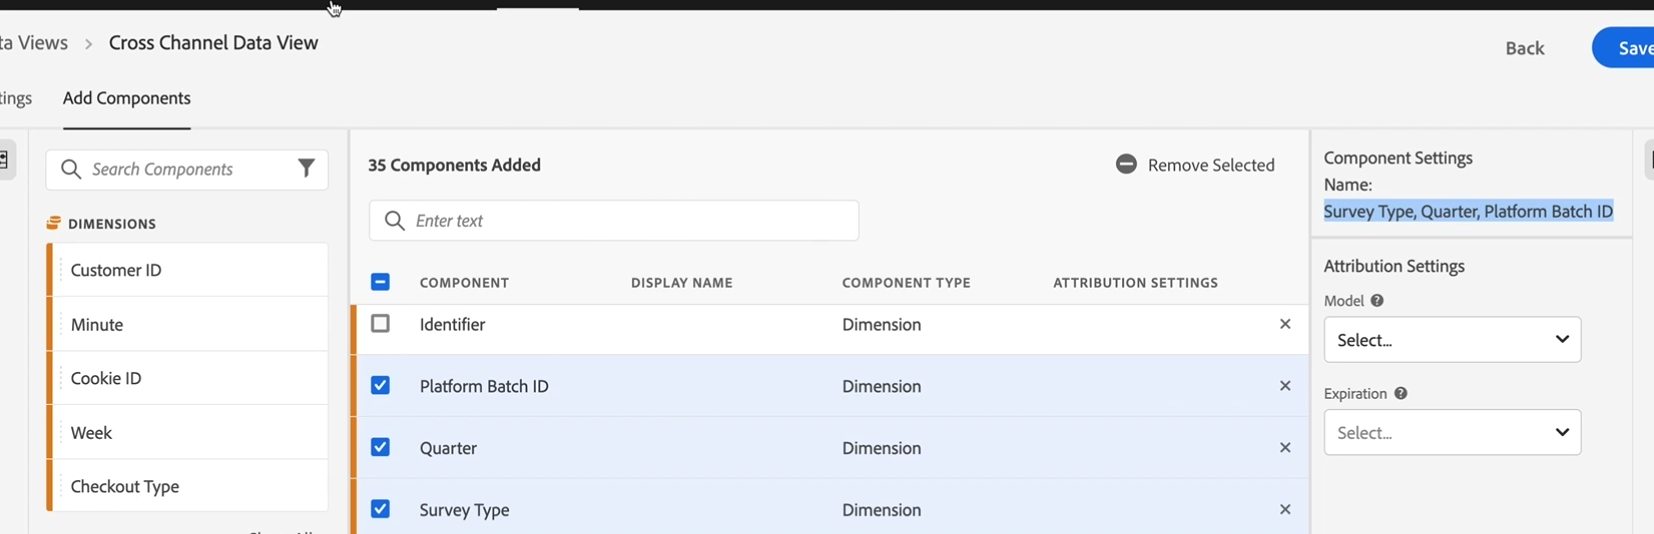 ta Views > Cross Channel Data View
Back
Save
tings
Add Components
Search Components
DIMENSIONS
Customer ID
Minute
Cookie ID
Week
Checkout Type
35 Components Added
Remove Selected
Enter text
COMPONENT DISPLAY NAME COMPONENT TYPE ATTRIBUTION SETTINGS
Identifier Dimension
Platform Batch ID Dimension
Quarter Dimension
Survey Type Dimension
Component Settings
Name:
Survey Type, Quarter, Platform Batch ID
Attribution Settings
Model
Select...
Expiration
Select...